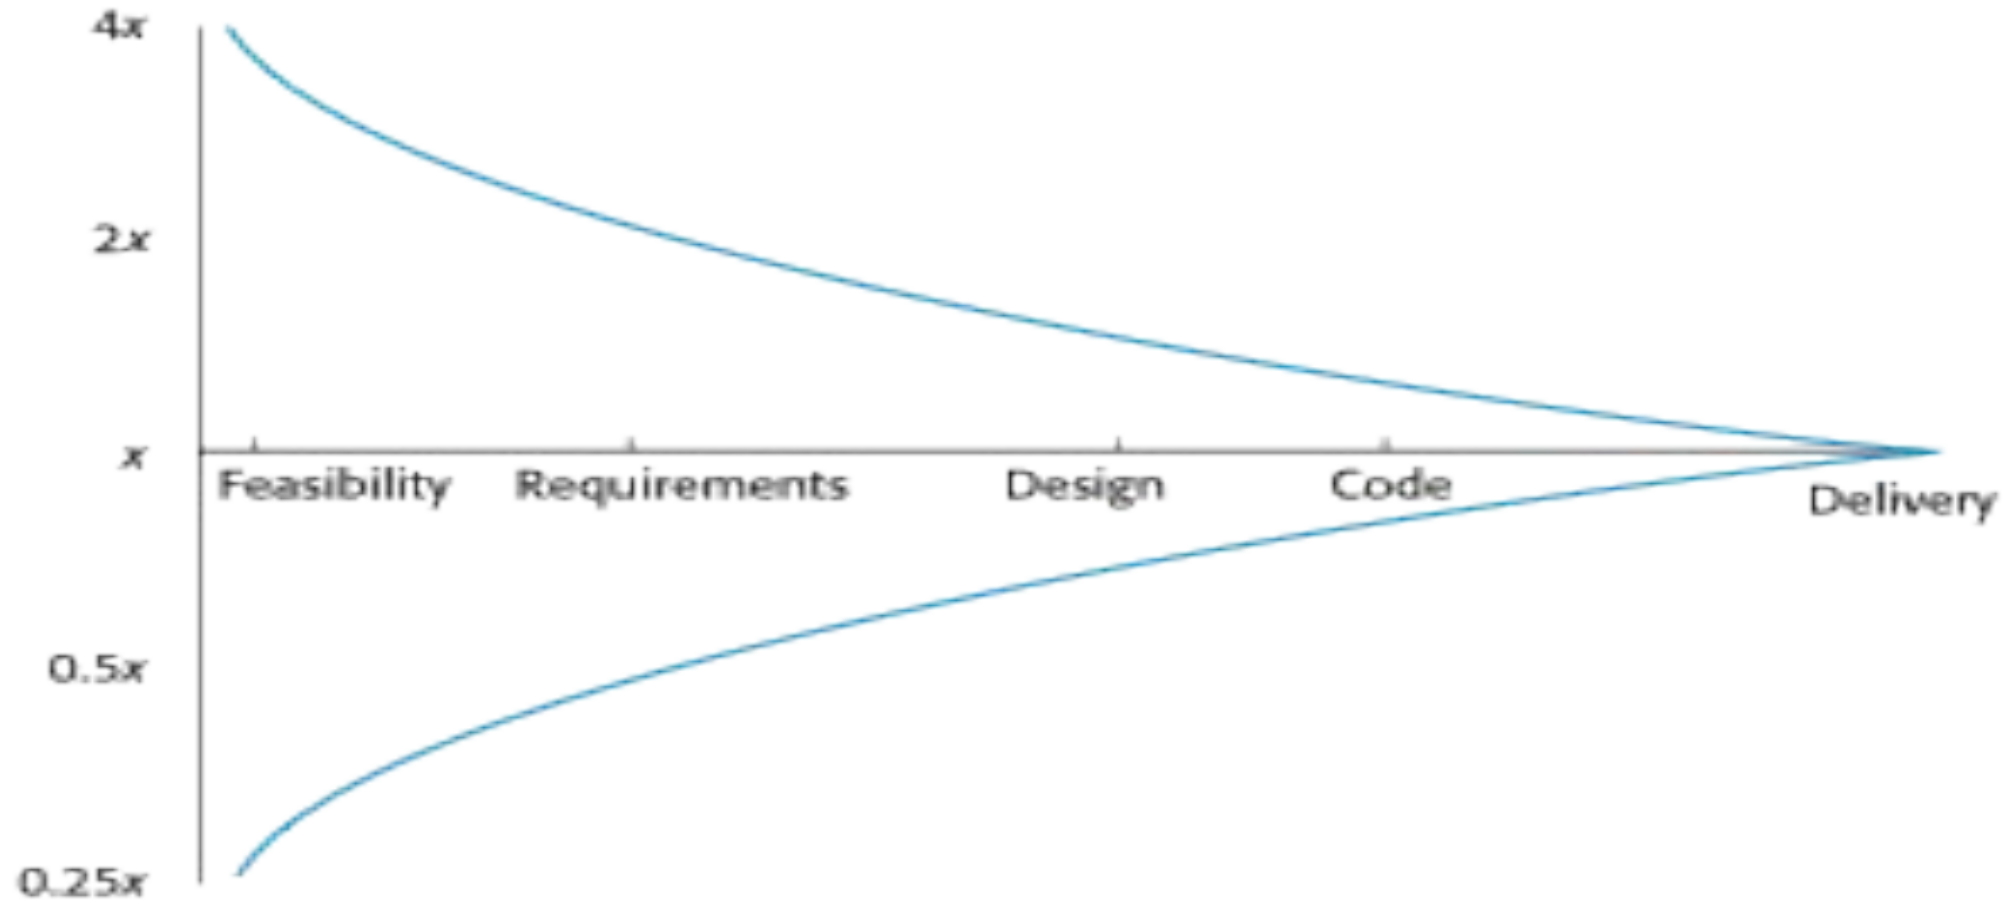 4x
2x
x
Feasibility Requirements Design Code Delivery
0.5x
0.25x